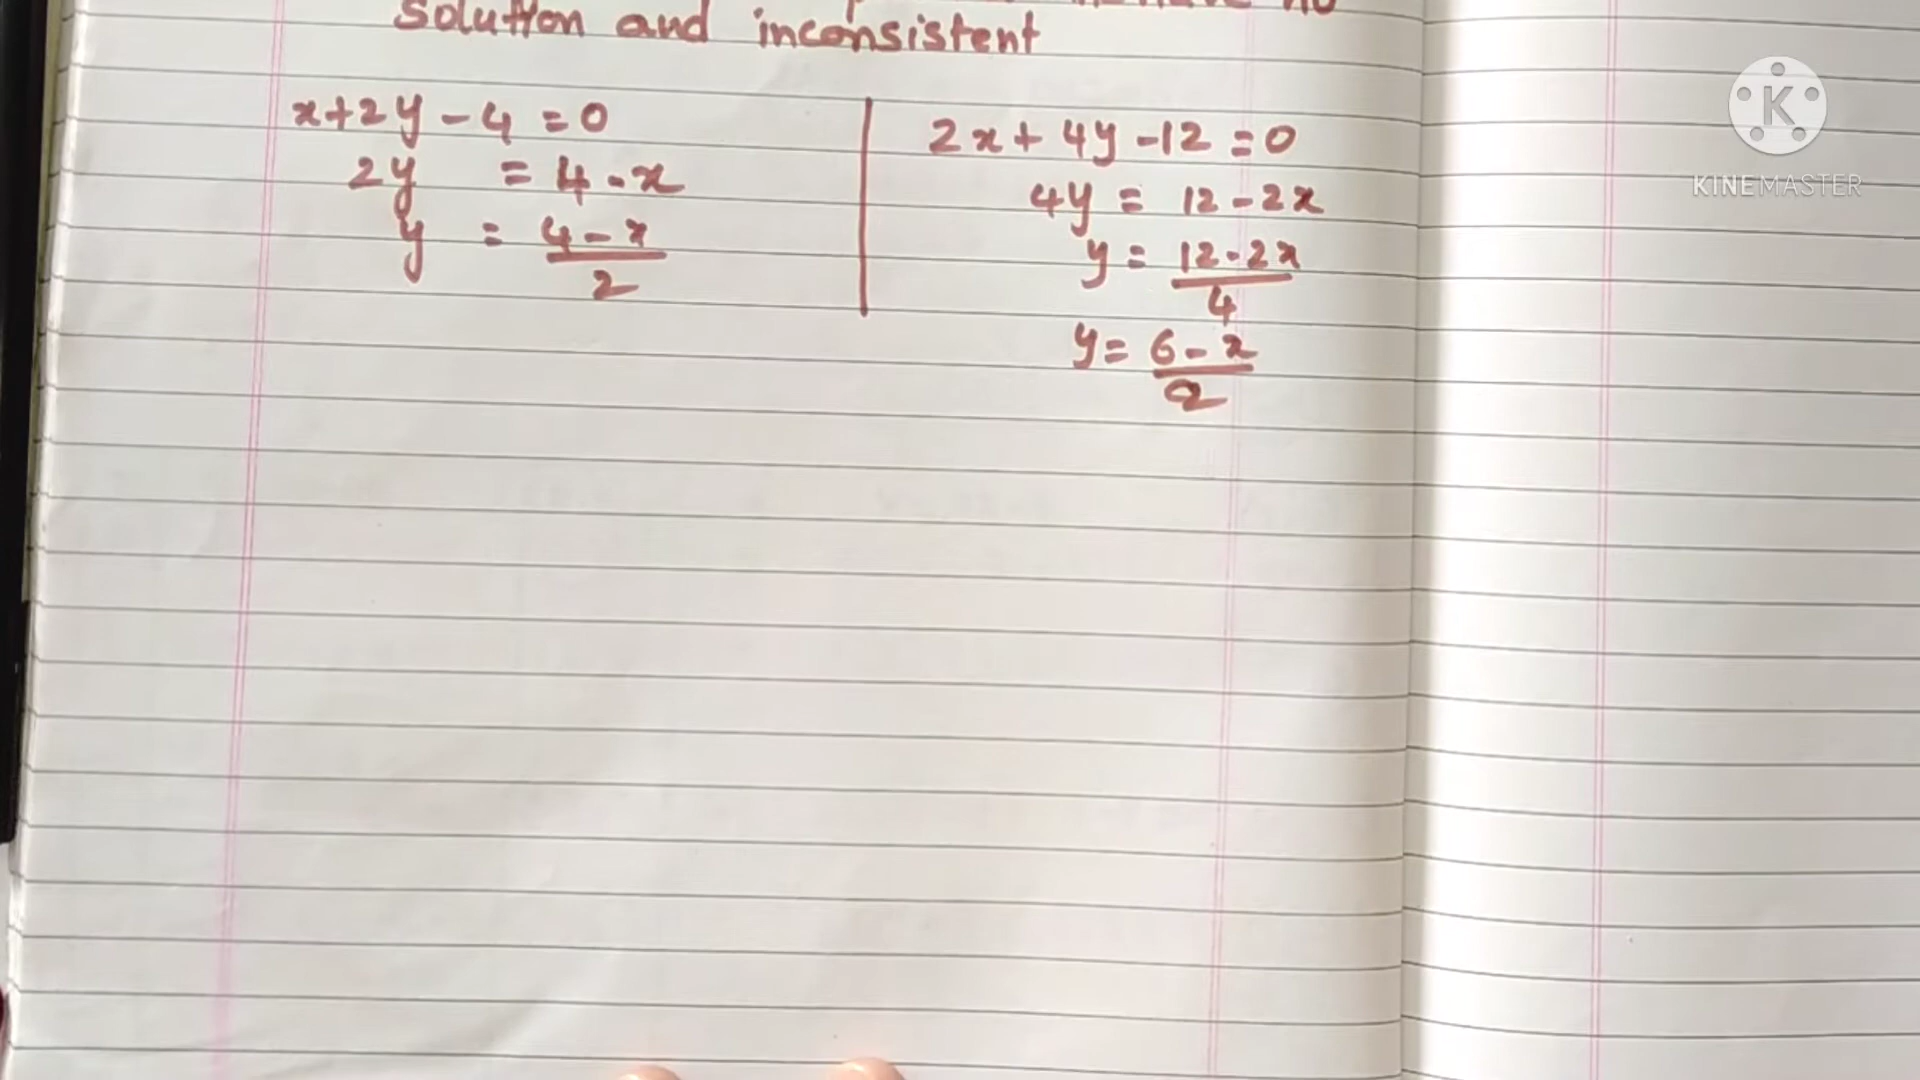 no
solution and inconsistent
x+2y-4=0
2y = 4-x
y = 4-x
2
2x+4y-12=0
4y = 12-2x
y = 12-2x
4
y = 6-x
2
K
KINEMASTER